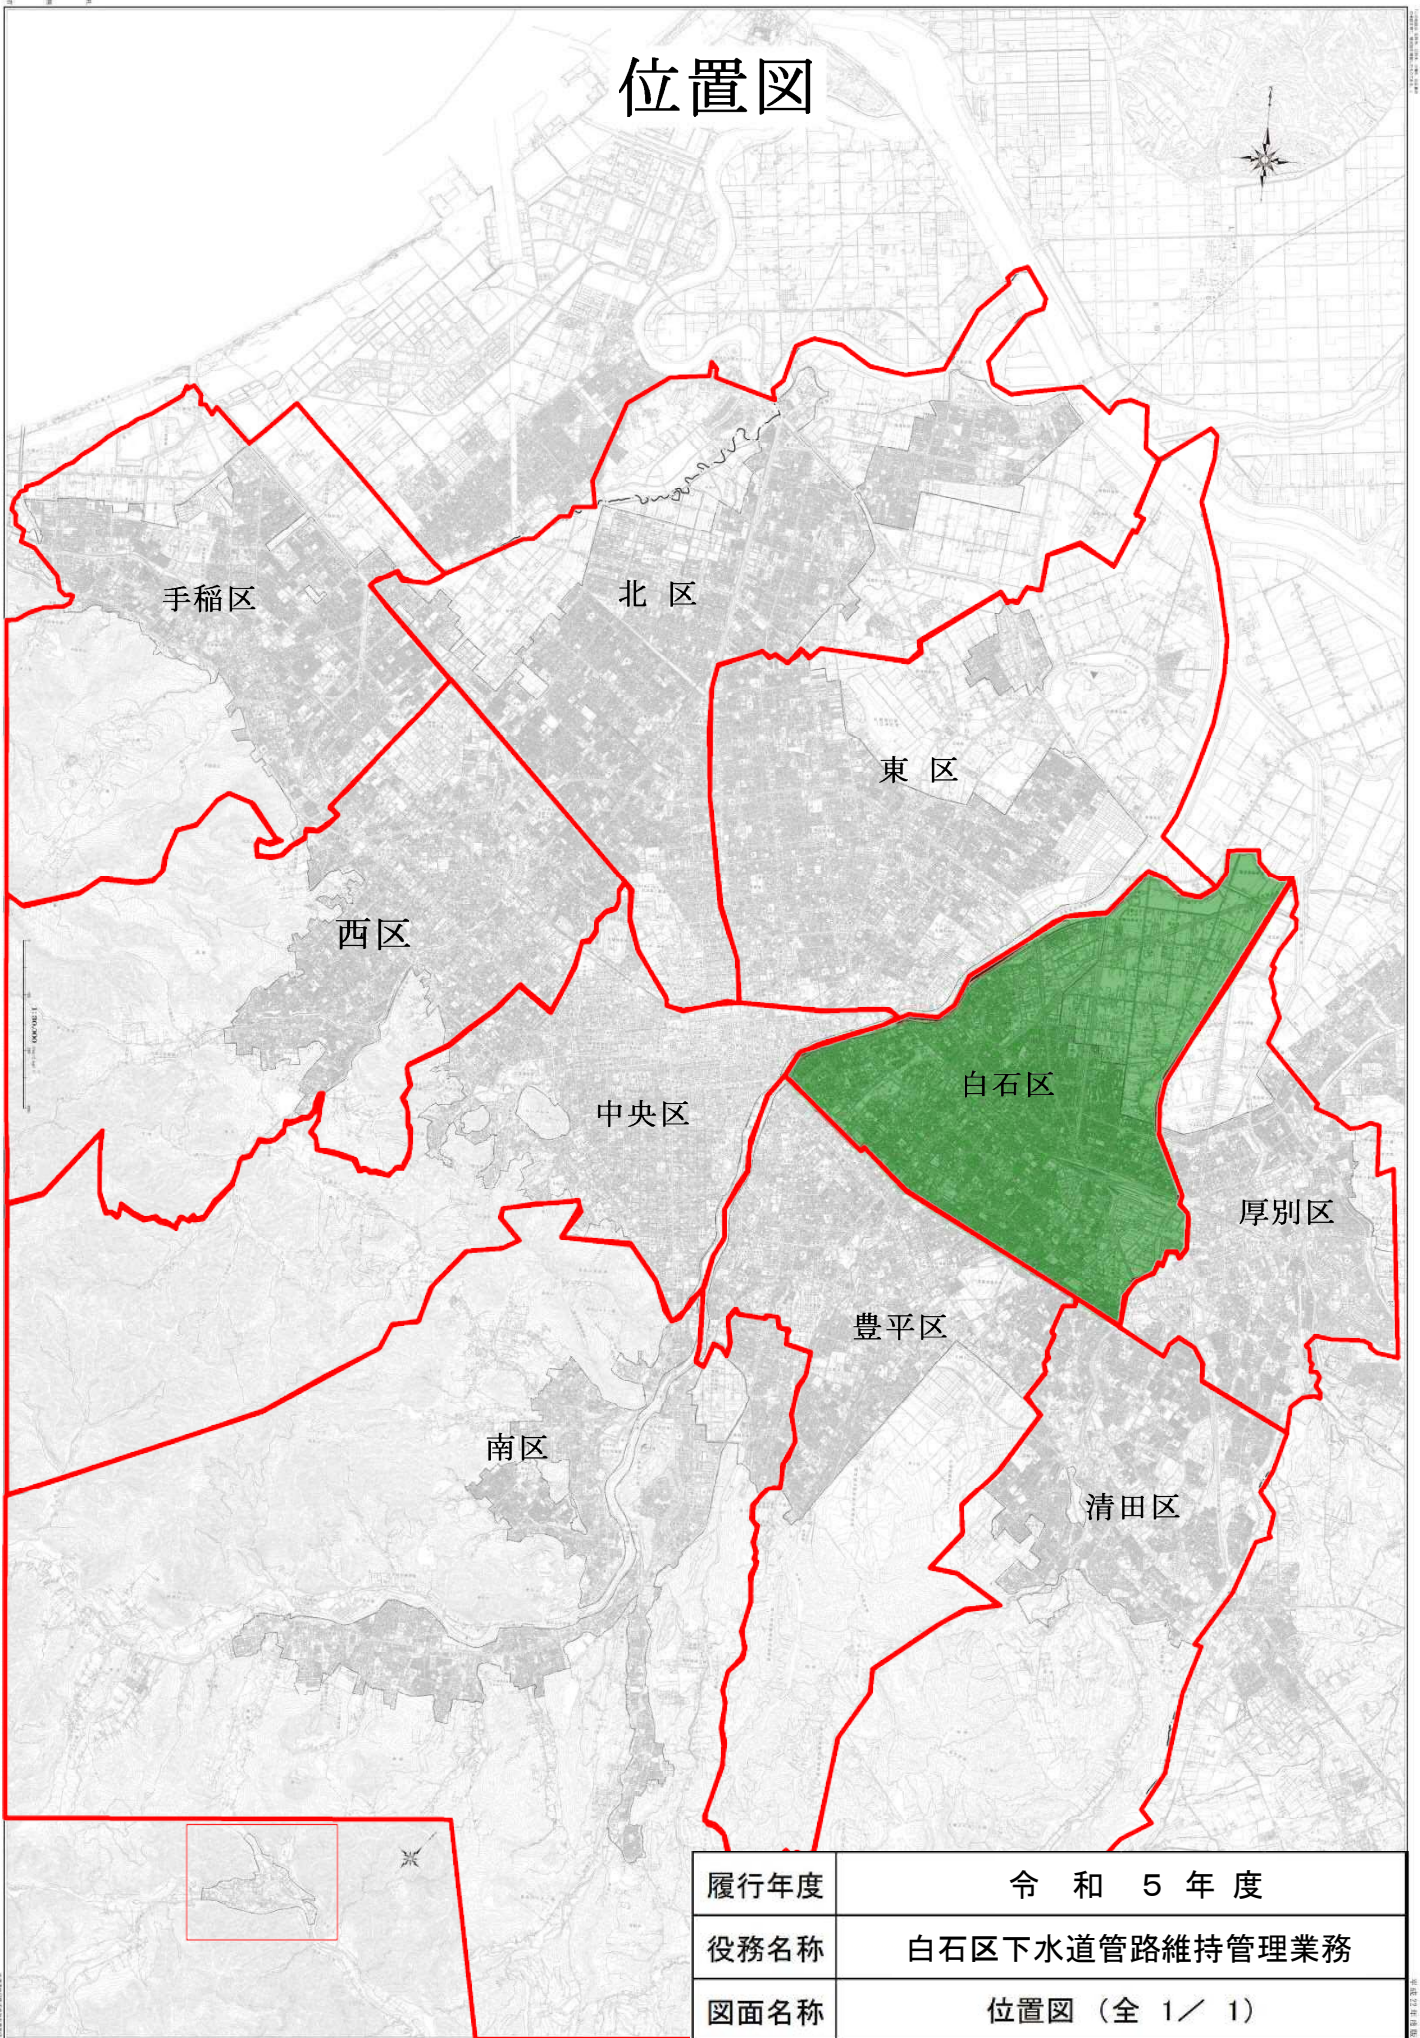 位置図
手稲区
北 区
東 区
西区
白石区
中央区
厚別区
豊平区
南区
清田区
履行年度 令 和 5 年 度
役務名称 白石区下水道管路維持管理業務
図面名称 位置図 (全 1/ 1)